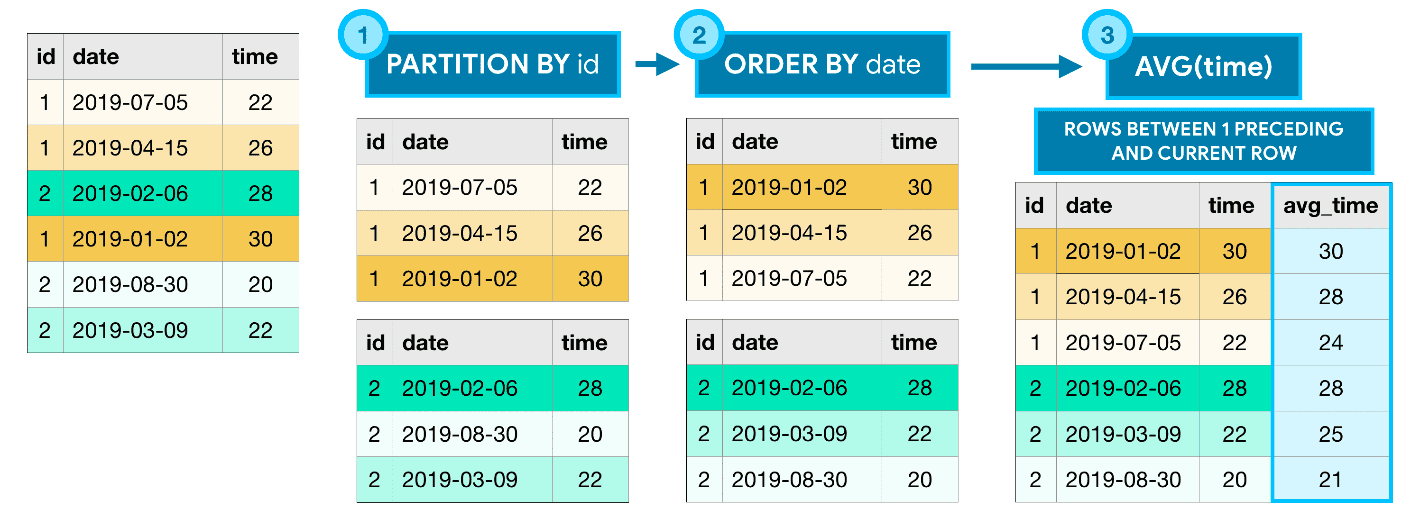 id date time
1 2019-07-05 22
1 2019-04-15 26
2 2019-02-06 28
1 2019-01-02 30
2 2019-08-30 20
2 2019-03-09 22
1
PARTITION BY id
id date time
1 2019-07-05 22
1 2019-04-15 26
1 2019-01-02 30
id date time
2 2019-02-06 28
2 2019-08-30 20
2 2019-03-09 22
2
ORDER BY date
id date time
1 2019-01-02 30
1 2019-04-15 26
1 2019-07-05 22
id date time
2 2019-02-06 28
2 2019-03-09 22
2 2019-08-30 20
3
AVG(time)
ROWS BETWEEN 1 PRECEDING
AND CURRENT ROW
id date time avg_time
1 2019-01-02 30 30
1 2019-04-15 26 28
1 2019-07-05 22 24
2 2019-02-06 28 28
2 2019-03-09 22 25
2 2019-08-30 20 21